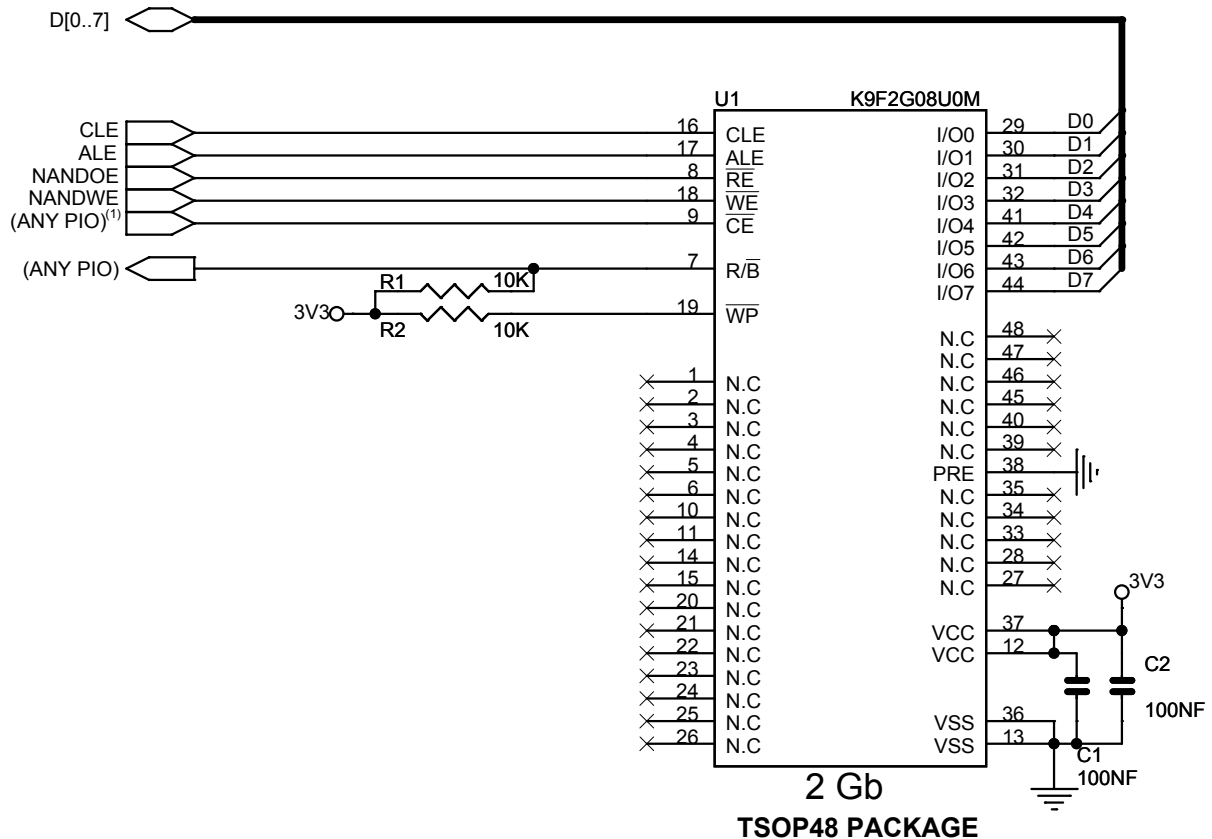 D[0..7]
U1 K9F2G08U0M
CLE 16 CLE I/O0 29 D0
ALE 17 ALE I/O1 30 D1
NANDOE 8 RE I/O2 31 D2
NANDWE 18 WE I/O3 32 D3
(ANY PIO)(1) 9 CE I/O4 41 D4
I/O5 42 D5
(ANY PIO) 7 R/B I/O6 43 D6
R1 10K I/O7 44 D7
3V3 19 WP
R2 10K
N.C 48
N.C 47
1 N.C N.C 46
2 N.C N.C 45
3 N.C N.C 40
4 N.C N.C 39
5 N.C PRE 38
6 N.C N.C 35
10 N.C N.C 34
11 N.C N.C 33
14 N.C N.C 28
15 N.C N.C 27
20 N.C 3V3
21 N.C VCC 37
22 N.C VCC 12
23 N.C C2
24 N.C 100NF
25 N.C VSS 36
26 N.C VSS 13
C1
100NF
2 Gb
TSOP48 PACKAGE